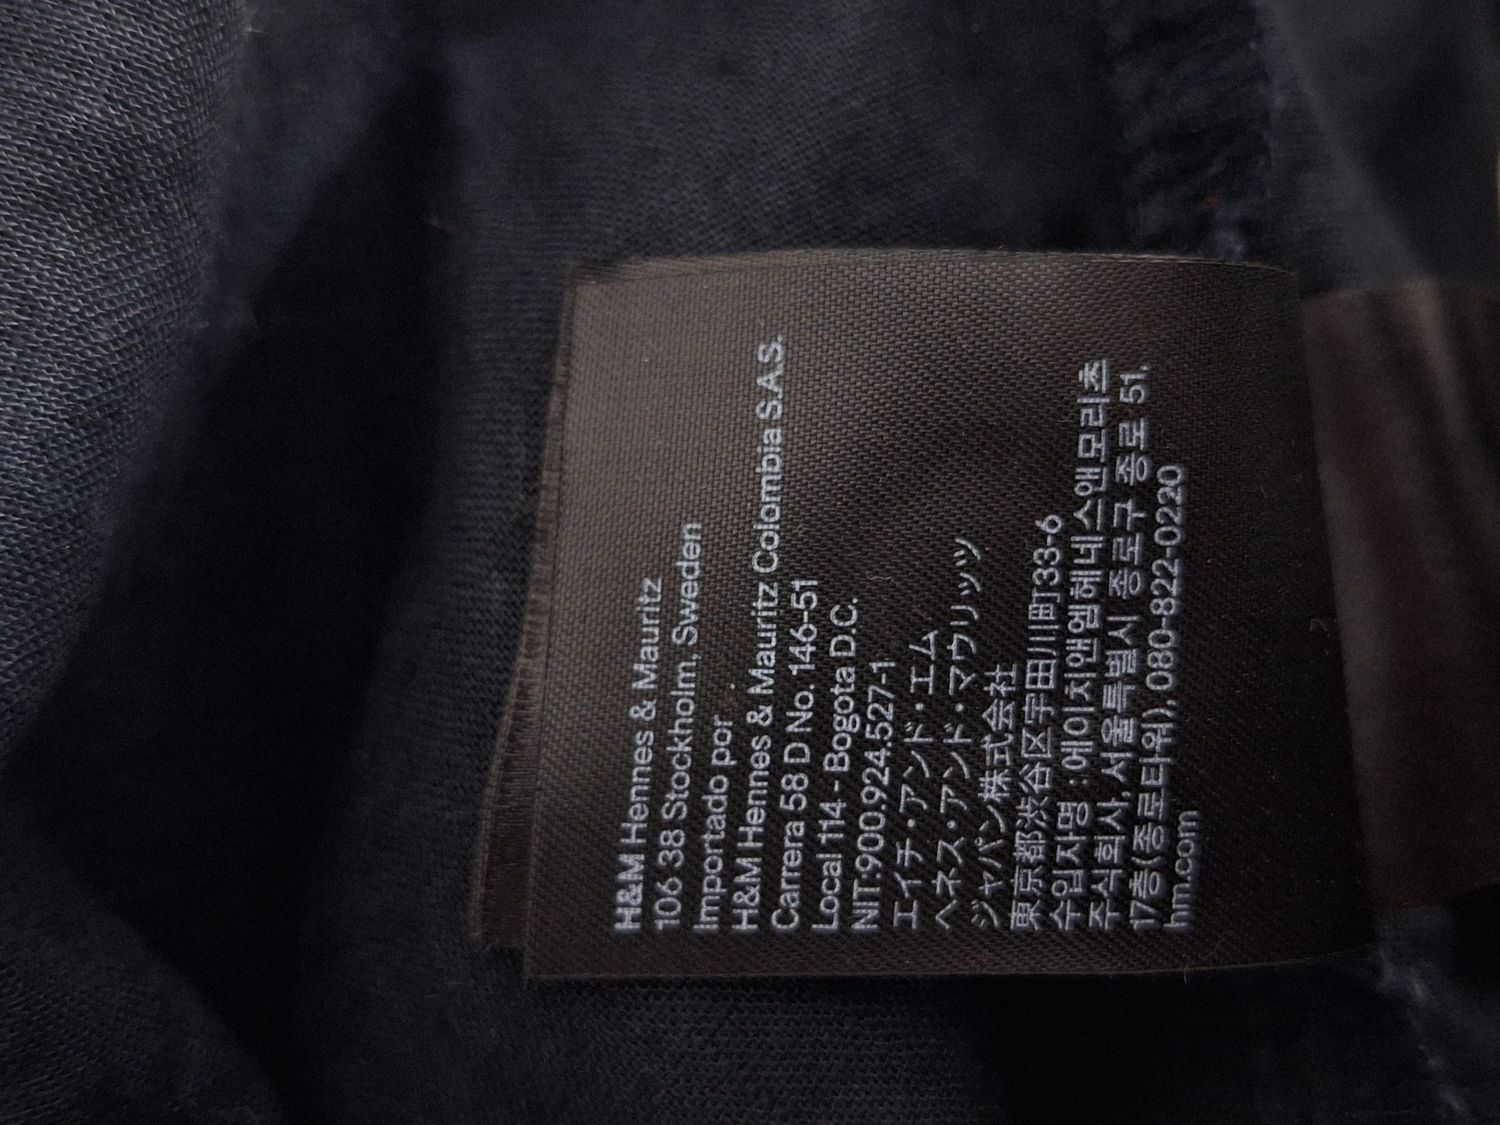 H&M Hennes & Mauritz
106 38 Stockholm, Sweden
Importado por
H&M Hennes & Mauritz Colombia S.A.S.
Carrera 58 D No. 146-51
Local 114 - Bogota D.C.
NIT:900.924.527-1
エイチ・アンド・エム
ヘネス・アンド・マウリッツ
ジャパン株式会社
東京都渋谷区宇田川町33-6
수입자명 : 에이치앤엠헤네스앤모리츠
주식회사, 서울특별시 종로구 종로 51,
17층(종로타워), 080-822-0220
hm.com